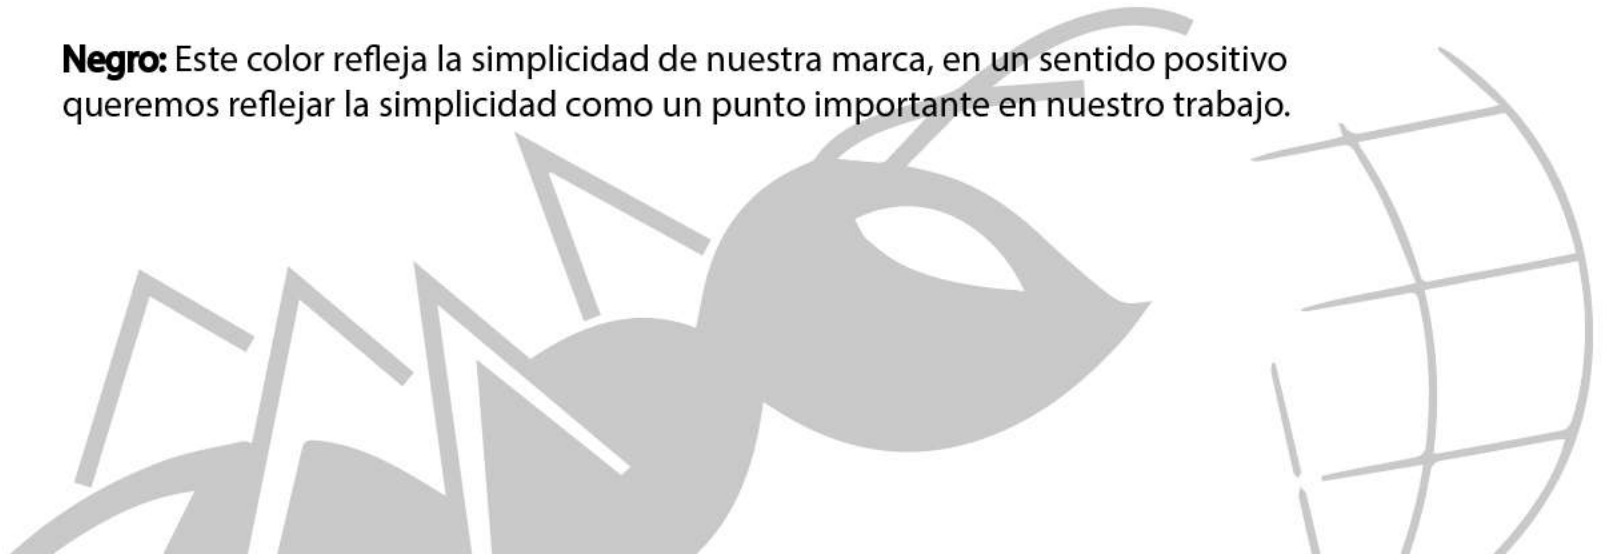 Negro: Este color refleja la simplicidad de nuestra marca, en un sentido positivo
queremos reflejar la simplicidad como un punto importante en nuestro trabajo.